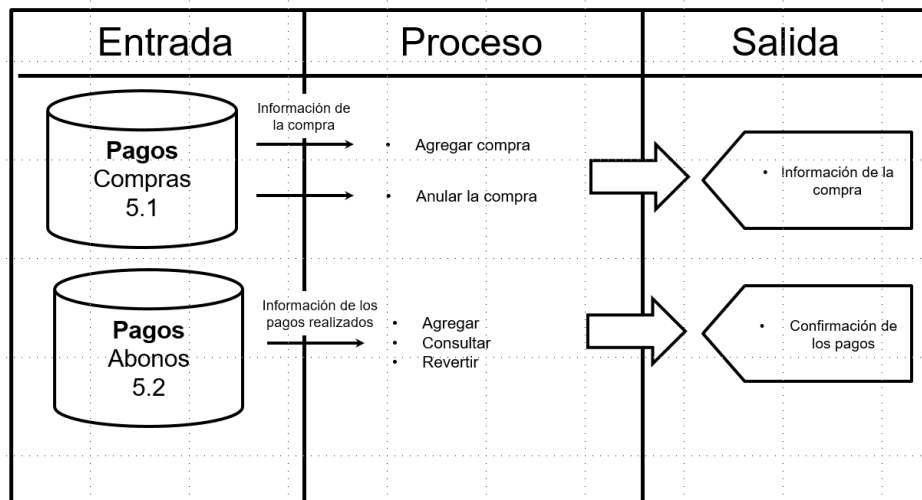 Entrada
Proceso
Salida
Pagos
Compras
5.1
Información de
la compra
• Agregar compra
• Anular la compra
• Información de la
compra
Pagos
Abonos
5.2
Información de los
pagos realizados
• Agregar
• Consultar
• Revertir
• Confirmación de
los pagos